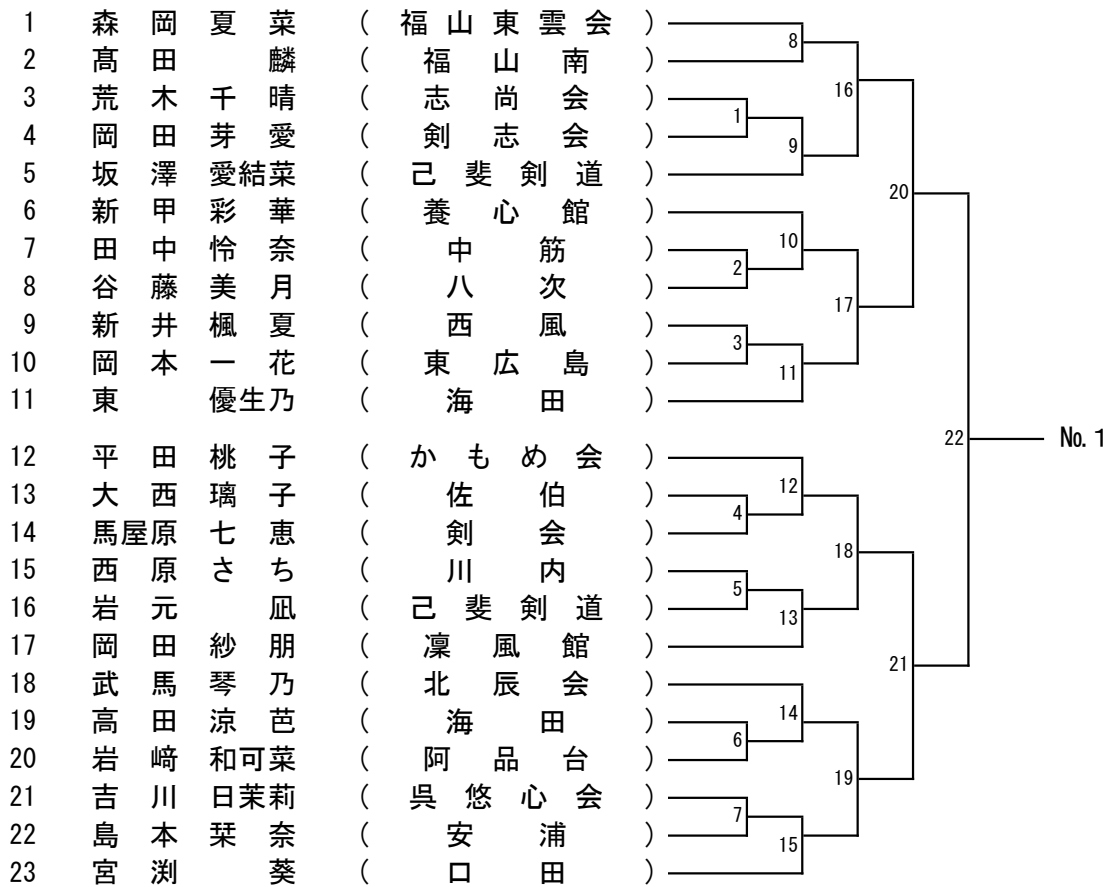 1 森岡夏菜 (福山東雲会)
2 髙田 麟 (福山南)
3 荒木千晴 (志尚会)
4 岡田芽愛 (剣志会)
5 坂澤愛結菜 (己斐剣道)
6 新甲彩華 (養心館)
7 田中怜奈 (中筋)
8 谷藤美月 (八次)
9 新井楓夏 (西風)
10 岡本一花 (東広島)
11 東 優生乃 (海田)
12 平田桃子 (かもめ会)
13 大西璃子 (佐伯)
14 馬屋原七恵 (剣会)
15 西原さち (川内)
16 岩元 凪 (己斐剣道)
17 岡田紗朋 (凜風館)
18 武馬琴乃 (北辰会)
19 高田涼芭 (海田)
20 岩﨑和可菜 (阿品台)
21 吉川日茉莉 (呉悠心会)
22 島本栞奈 (安浦)
23 宮渕 葵 (口田)
8
1
9
16
10
2
3
11
17
20
4
12
5
13
18
6
14
7
15
19
21
22
No. 1